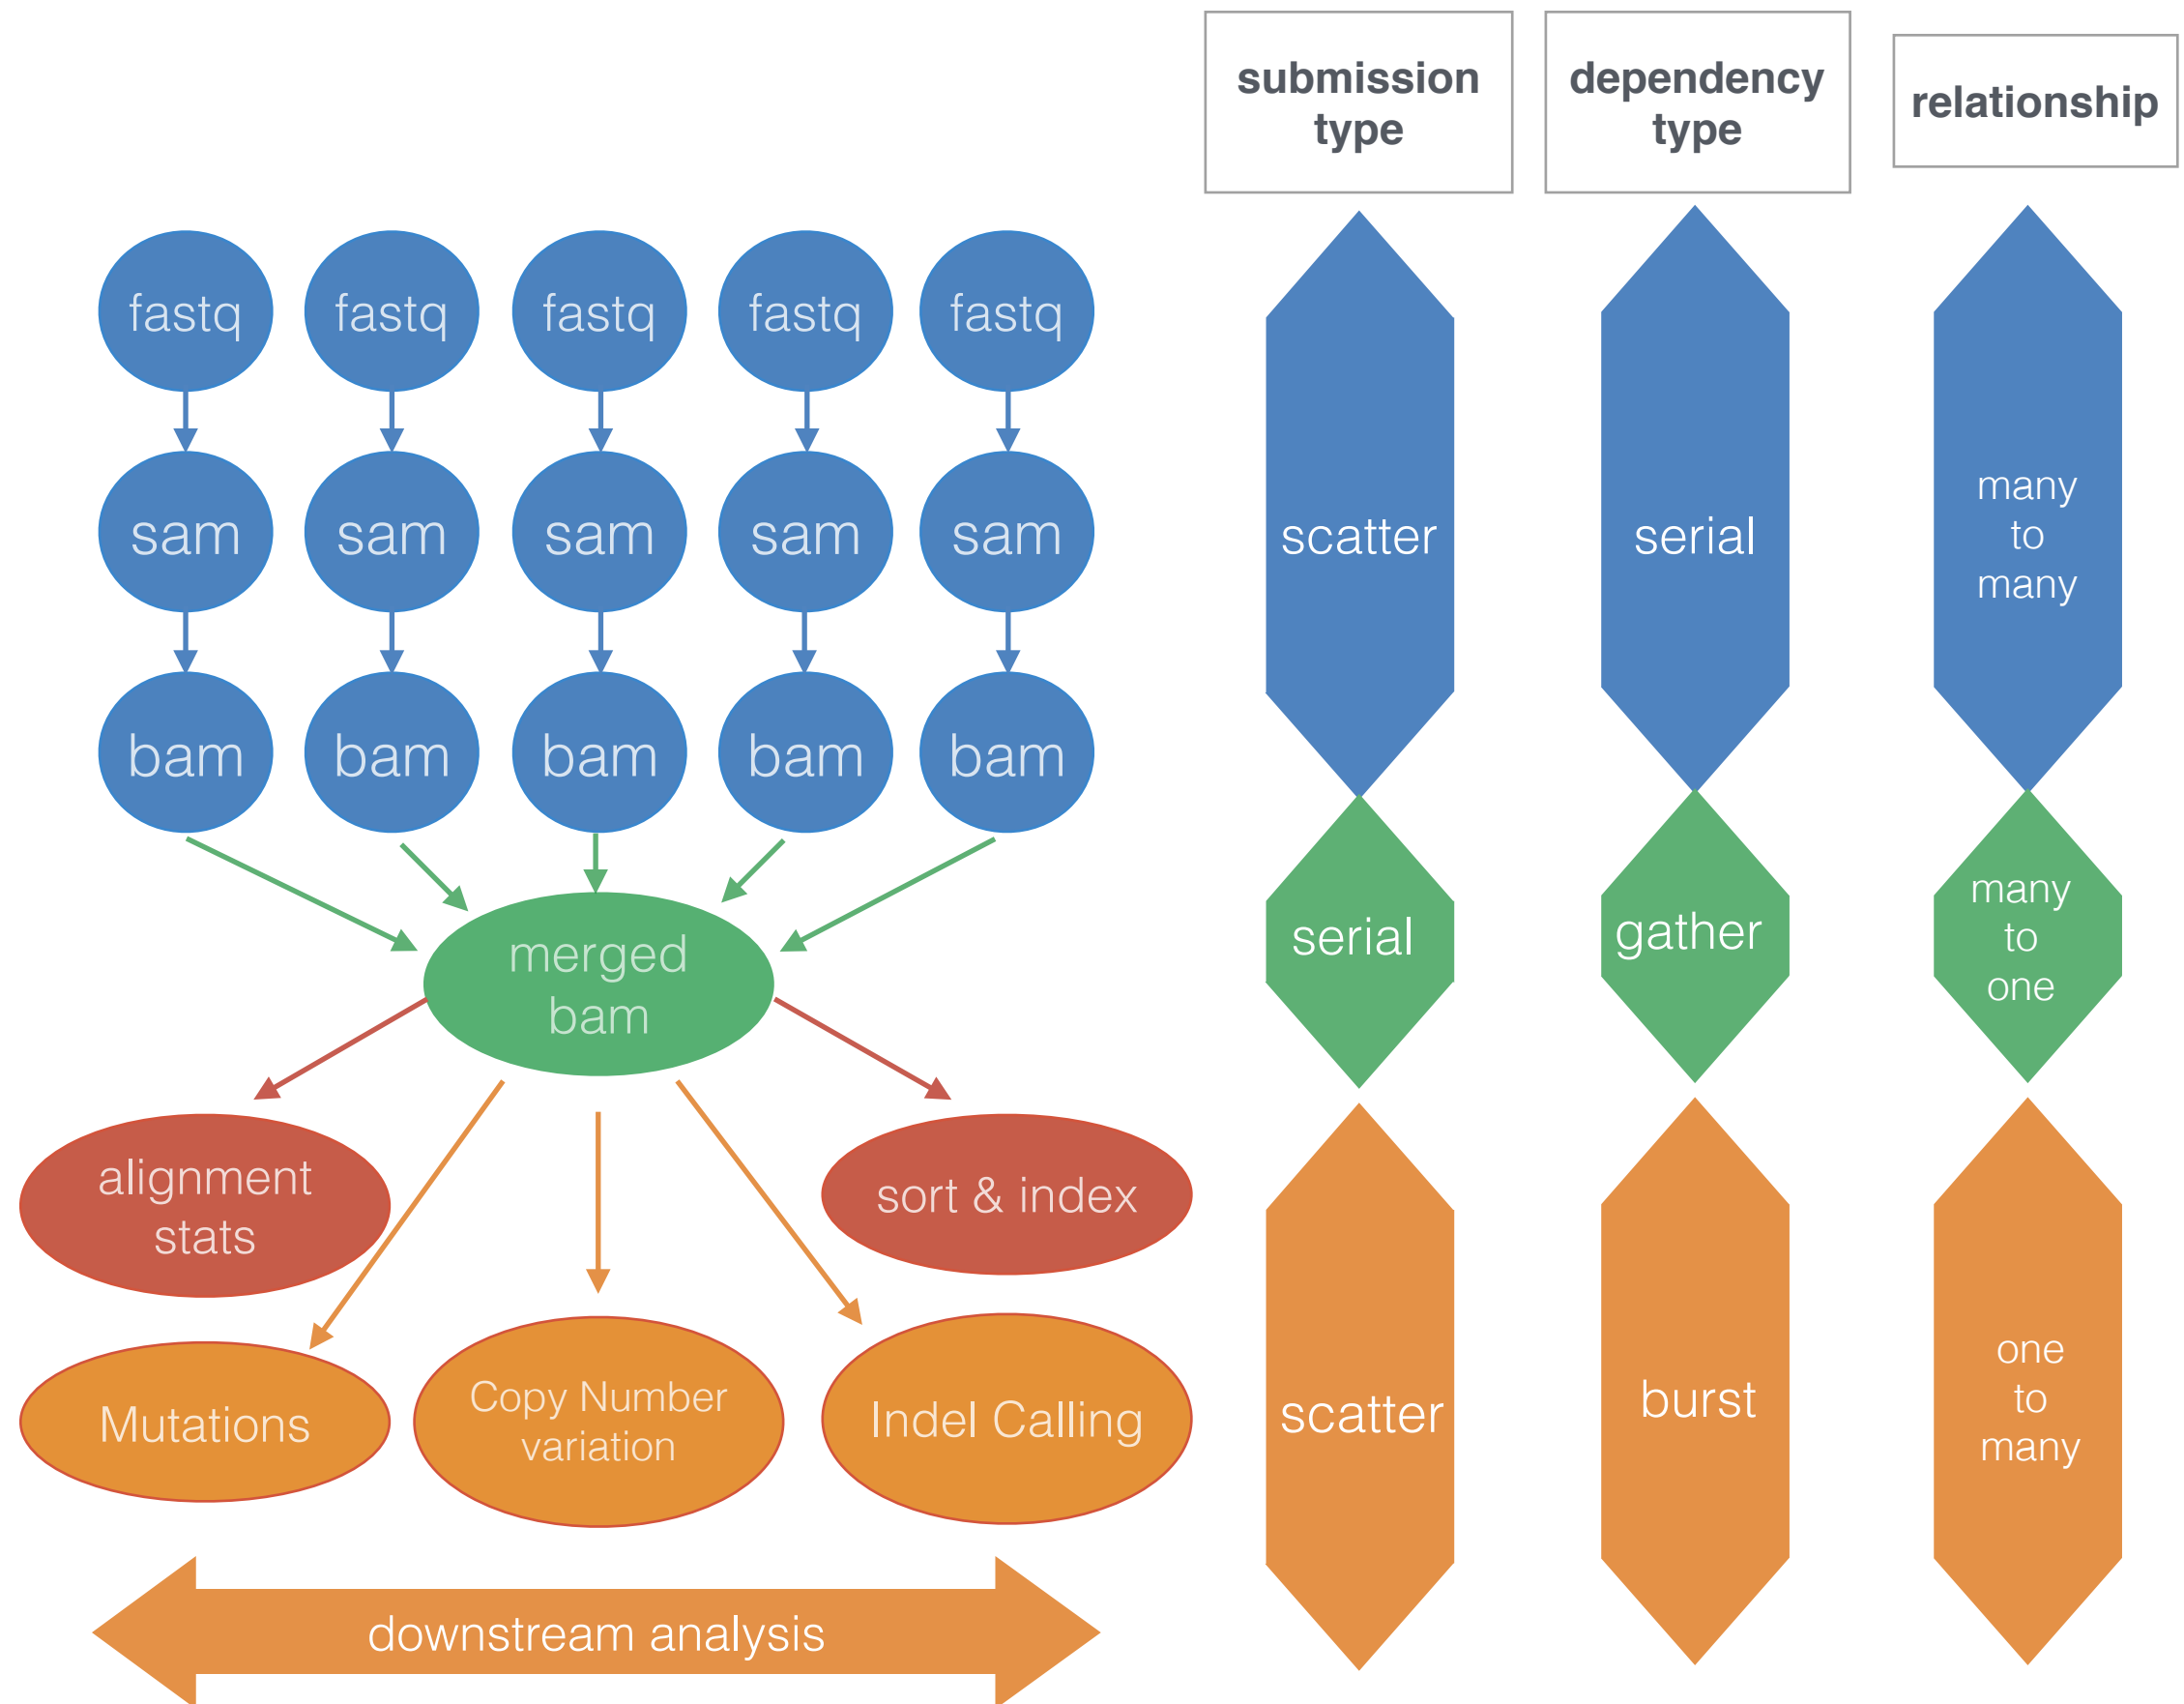 submission
type
dependency
type
relationship
fastq
fastq
fastq
fastq
fastq
sam
sam
sam
sam
sam
scatter
serial
many
to
many
bam
bam
bam
bam
bam
merged
bam
serial
gather
many
to
one
alignment
stats
sort & index
Mutations
Copy Number
variation
Indel Calling
scatter
burst
one
to
many
downstream analysis